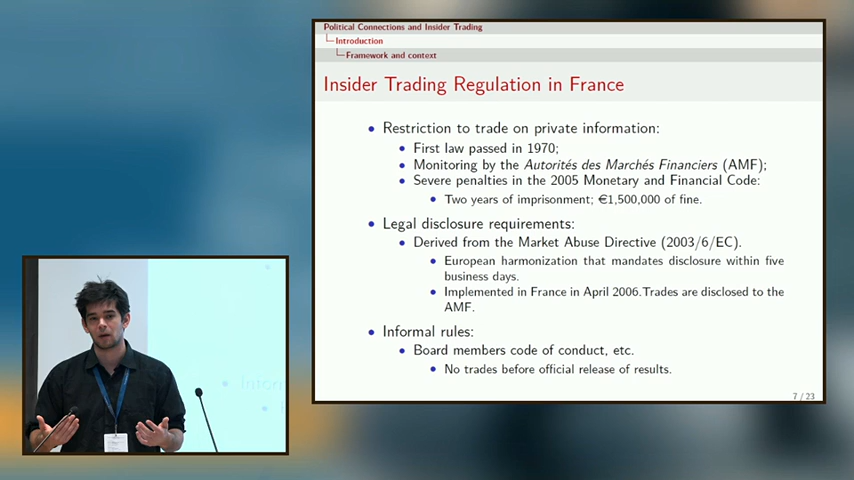 Political Connections and Insider Trading
Introduction
Framework and context
Insider Trading Regulation in France
• Restriction to trade on private information:
• First law passed in 1970;
• Monitoring by the Autorités des Marchés Financiers (AMF);
• Severe penalties in the 2005 Monetary and Financial Code:
• Two years of imprisonment; €1,500,000 of fine.
• Legal disclosure requirements:
• Derived from the Market Abuse Directive (2003/6/EC).
• European harmonization that mandates disclosure within five
business days.
• Implemented in France in April 2006.Trades are disclosed to the
AMF.
• Informal rules:
• Board members code of conduct, etc.
• No trades before official release of results.
7 / 23